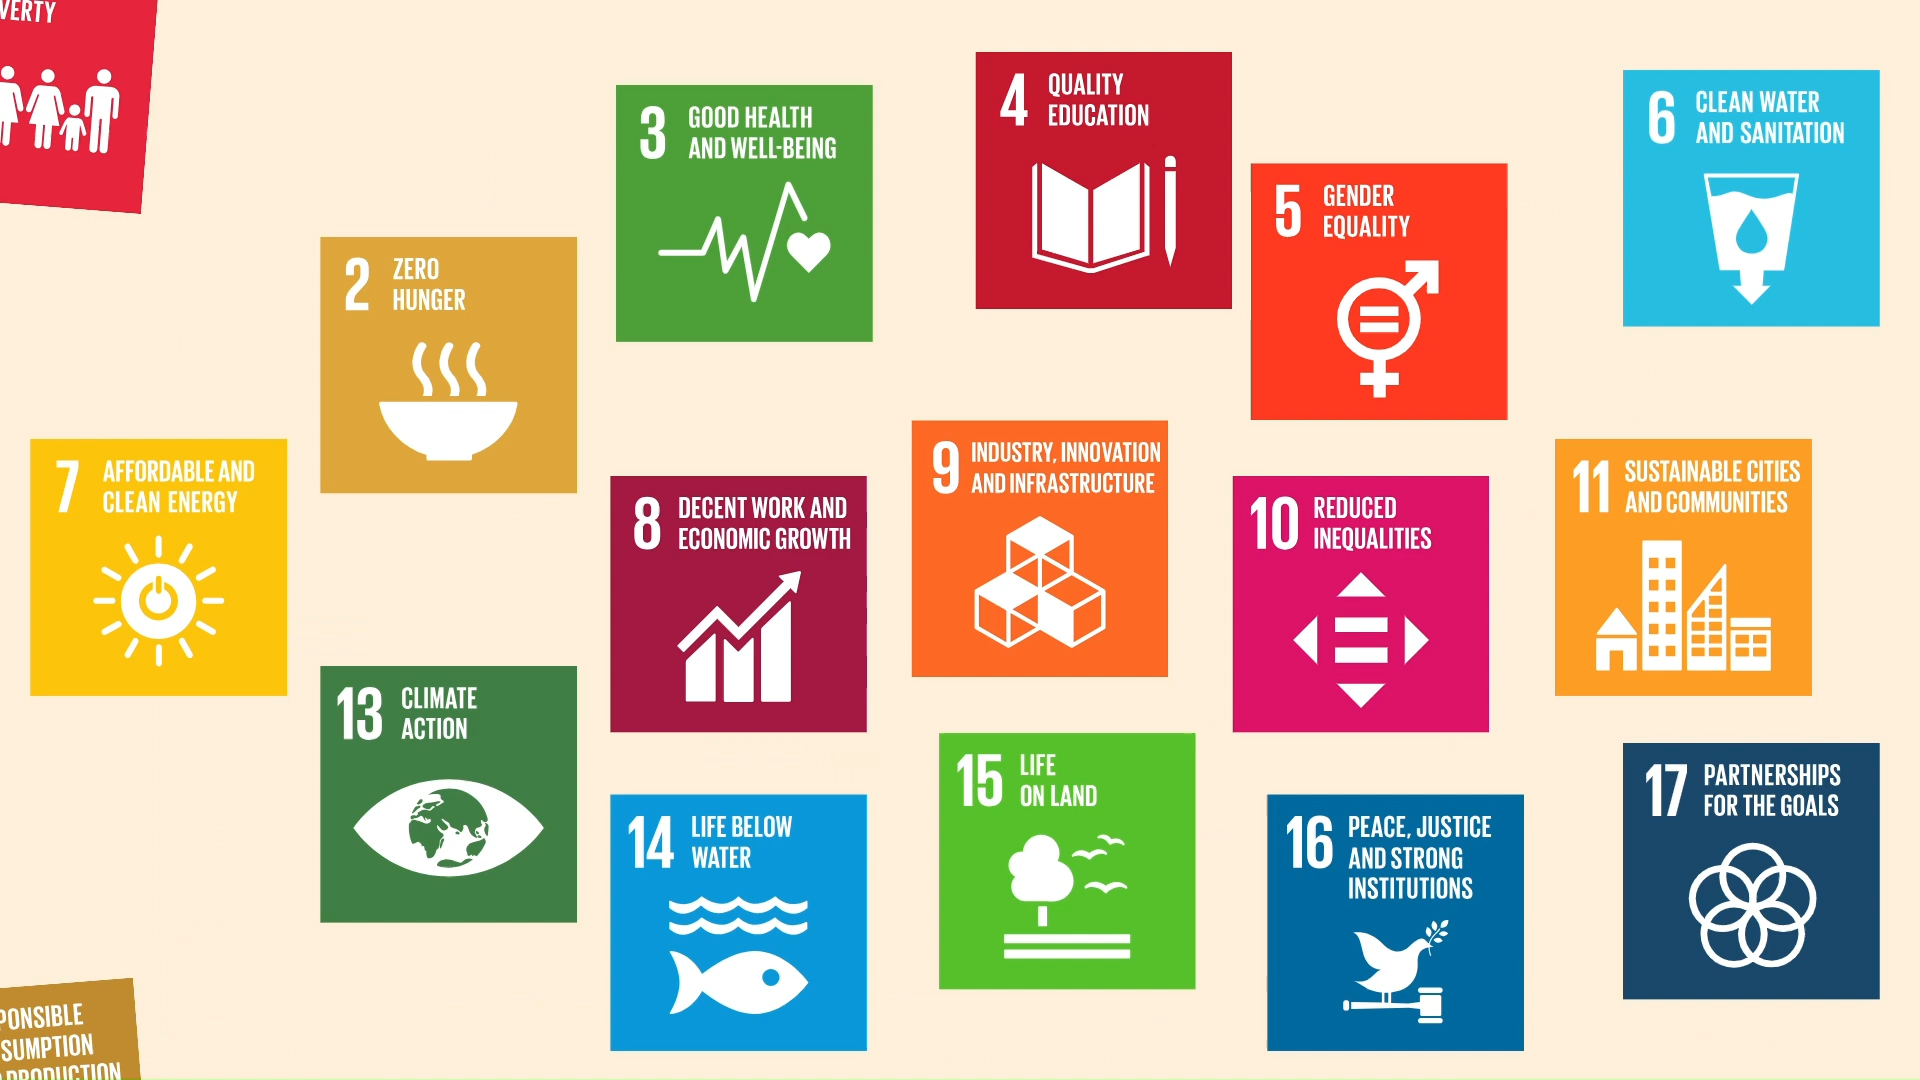 3
GOOD HEALTH
AND WELL-BEING
4
QUALITY
EDUCATION
5
GENDER
EQUALITY
6
CLEAN WATER
AND SANITATION
2
ZERO
HUNGER
7
AFFORDABLE AND
CLEAN ENERGY
8
DECENT WORK AND
ECONOMIC GROWTH
9
INDUSTRY, INNOVATION
AND INFRASTRUCTURE
10
REDUCED
INEQUALITIES
11
SUSTAINABLE CITIES
AND COMMUNITIES
13
CLIMATE
ACTION
14
LIFE BELOW
WATER
15
LIFE
ON LAND
16
PEACE, JUSTICE
AND STRONG
INSTITUTIONS
17
PARTNERSHIPS
FOR THE GOALS
PRODUCTION